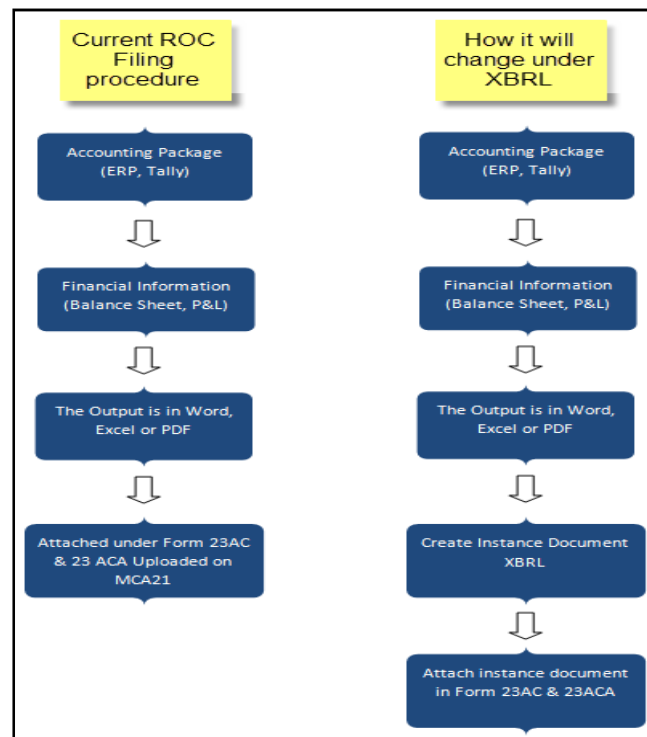 Current ROC
Filing
procedure
Accounting Package
(ERP, Tally)
Financial Information
(Balance Sheet, P&L)
The Output is in Word,
Excel or PDF
Attached under Form 23AC
& 23 ACA Uploaded on
MCA21
How it will
change under
XBRL
Accounting Package
(ERP, Tally)
Financial Information
(Balance Sheet, P&L)
The Output is in Word,
Excel or PDF
Create Instance Document
XBRL
Attach instance document
in Form 23AC & 23ACA